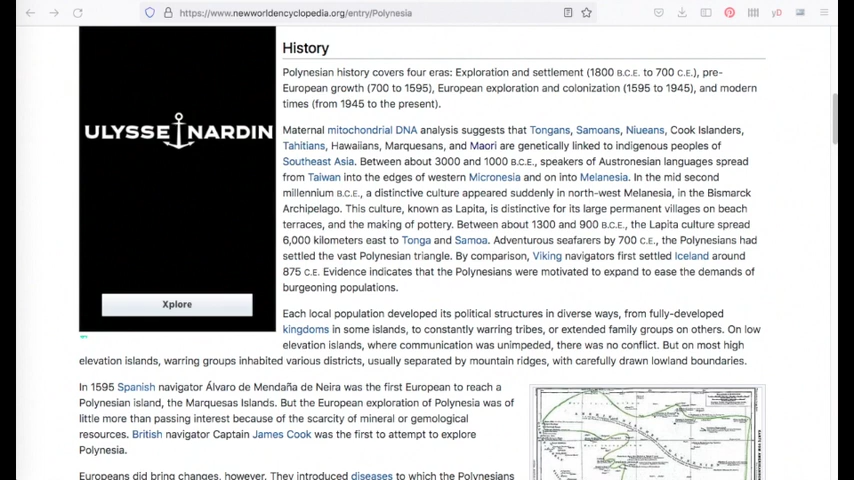 https://www.newworldencyclopedia.org/entry/Polynesia
yD
ULYSSE NARDIN
Xplore
History
Polynesian history covers four eras: Exploration and settlement (1800 B.C.E. to 700 C.E.), pre-
European growth (700 to 1595), European exploration and colonization (1595 to 1945), and modern
times (from 1945 to the present).
Maternal mitochondrial DNA analysis suggests that Tongans, Samoans, Niueans, Cook Islanders,
Tahitians, Hawaiians, Marquesans, and Maori are genetically linked to indigenous peoples of
Southeast Asia. Between about 3000 and 1000 B.C.E., speakers of Austronesian languages spread
from Taiwan into the edges of western Micronesia and on into Melanesia. In the mid second
millennium B.C.E., a distinctive culture appeared suddenly in north-west Melanesia, in the Bismarck
Archipelago. This culture, known as Lapita, is distinctive for its large permanent villages on beach
terraces, and the making of pottery. Between about 1300 and 900 B.C.E., the Lapita culture spread
6,000 kilometers east to Tonga and Samoa. Adventurous seafarers by 700 C.E., the Polynesians had
settled the vast Polynesian triangle. By comparison, Viking navigators first settled Iceland around
875 C.E. Evidence indicates that the Polynesians were motivated to expand to ease the demands of
burgeoning populations.
Each local population developed its political structures in diverse ways, from fully-developed
kingdoms in some islands, to constantly warring tribes, or extended family groups on others. On low
elevation islands, where communication was unimpeded, there was no conflict. But on most high
elevation islands, warring groups inhabited various districts, usually separated by mountain ridges, with carefully drawn lowland boundaries.
In 1595 Spanish navigator Álvaro de Mendaña de Neira was the first European to reach a
Polynesian island, the Marquesas Islands. But the European exploration of Polynesia was of
little more than passing interest because of the scarcity of mineral or gemological
resources. British navigator Captain James Cook was the first to attempt to explore
Polynesia.
Europeans did bring changes, however. They introduced diseases to which the Polynesians